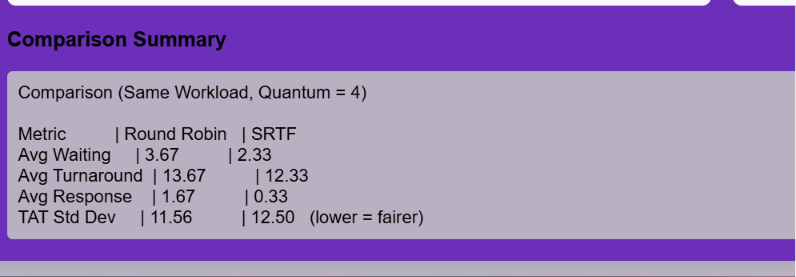 Comparison Summary
Comparison (Same Workload, Quantum = 4)
Metric | Round Robin | SRTF
Avg Waiting | 3.67 | 2.33
Avg Turnaround | 13.67 | 12.33
Avg Response | 1.67 | 0.33
TAT Std Dev | 11.56 | 12.50 (lower = fairer)